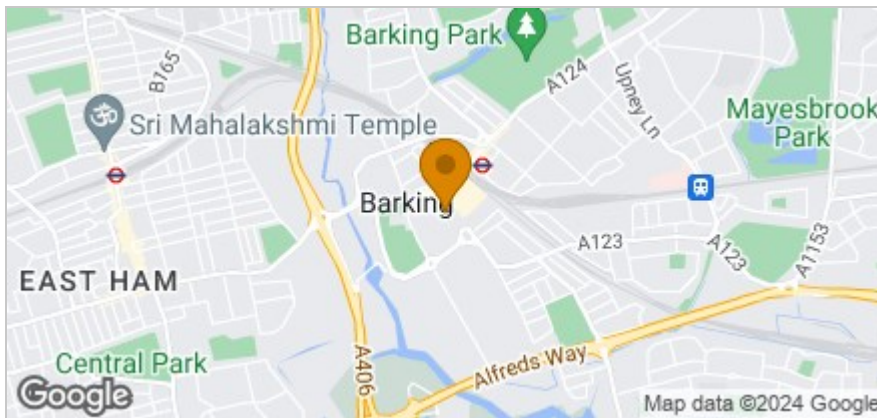 Barking Park
A124
B165
Upney Ln
Mayesbrook
Park
ॐ
Sri Mahalakshmi Temple
Barking
A123
A123
A1153
EAST HAM
Central Park
A406
Alfreds Way
Google
Map data ©2024 Google